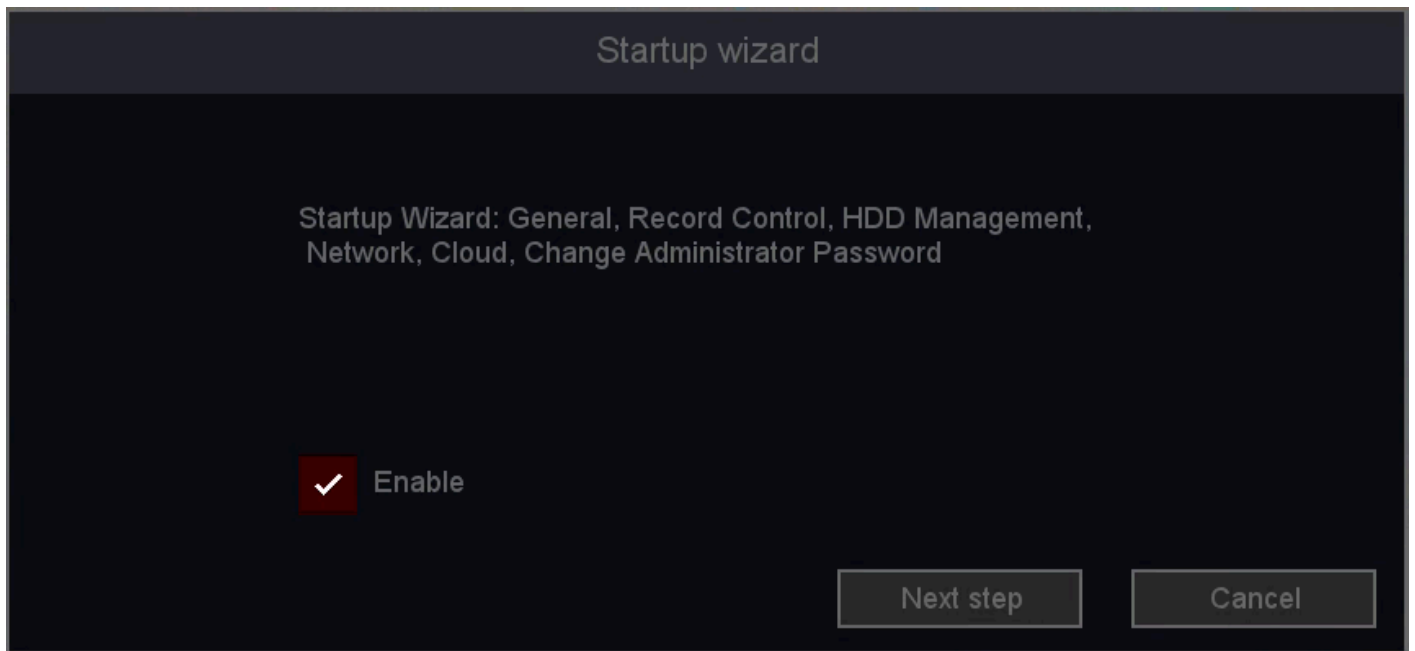 Startup wizard
Startup Wizard: General, Record Control, HDD Management,
Network, Cloud, Change Administrator Password
Enable
Next step Cancel